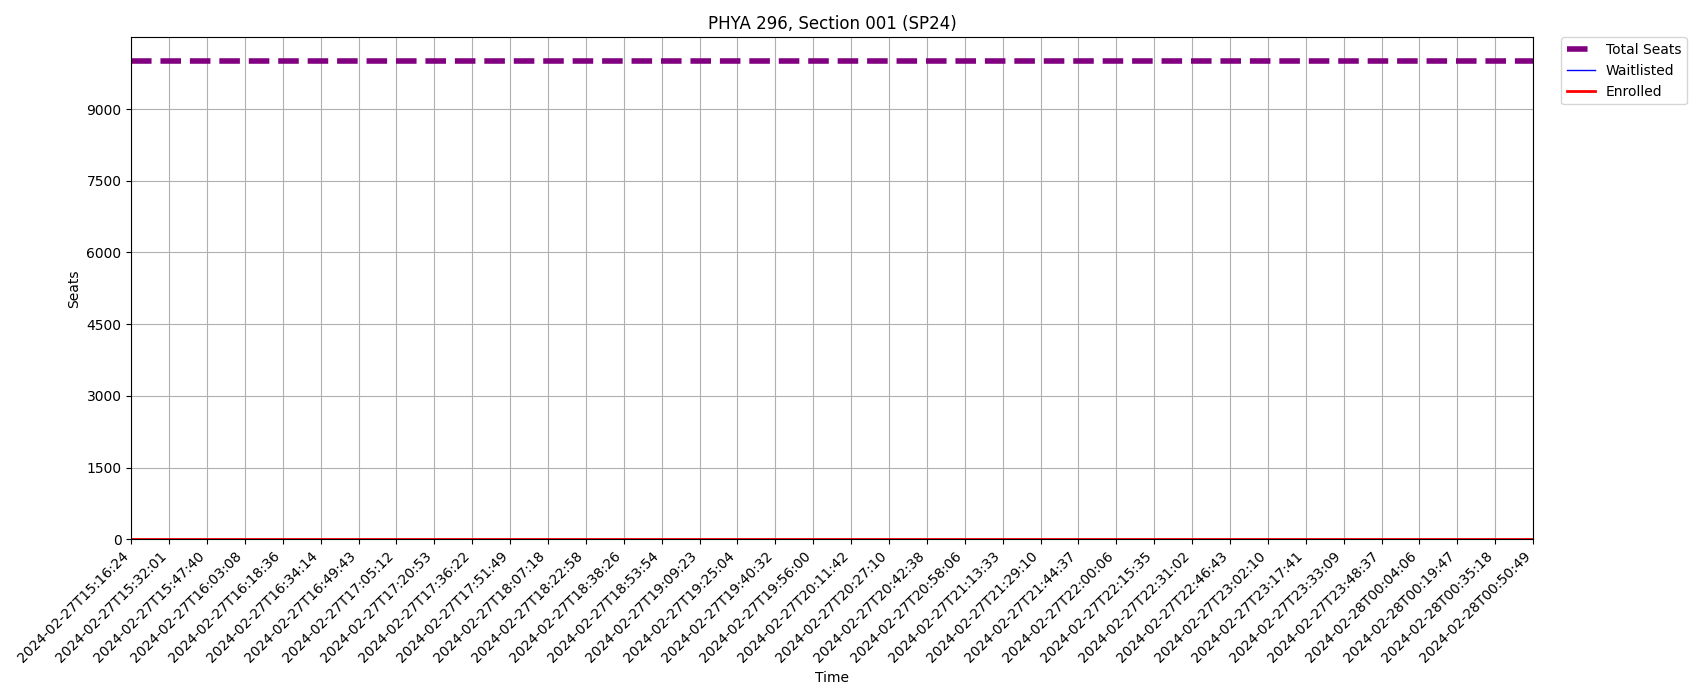 PHYA 296, Section 001 (SP24)
Total Seats
Waitlisted
Enrolled
Seats
9000
7500
6000
4500
3000
1500
0
2024-02-27T15:16:24
2024-02-27T15:32:01
2024-02-27T15:47:40
2024-02-27T16:03:08
2024-02-27T16:18:36
2024-02-27T16:34:14
2024-02-27T16:49:43
2024-02-27T17:05:12
2024-02-27T17:20:53
2024-02-27T17:36:22
2024-02-27T17:51:49
2024-02-27T18:07:18
2024-02-27T18:22:58
2024-02-27T18:38:26
2024-02-27T18:53:54
2024-02-27T19:09:23
2024-02-27T19:25:04
2024-02-27T19:40:32
2024-02-27T19:56:00
2024-02-27T20:11:42
2024-02-27T20:27:10
2024-02-27T20:42:38
2024-02-27T20:58:06
2024-02-27T21:13:33
2024-02-27T21:29:10
2024-02-27T21:44:37
2024-02-27T22:00:06
2024-02-27T22:15:35
2024-02-27T22:31:02
2024-02-27T22:46:43
2024-02-27T23:02:10
2024-02-27T23:17:41
2024-02-27T23:33:09
2024-02-27T23:48:37
2024-02-28T00:04:06
2024-02-28T00:19:47
2024-02-28T00:35:18
2024-02-28T00:50:49
Time